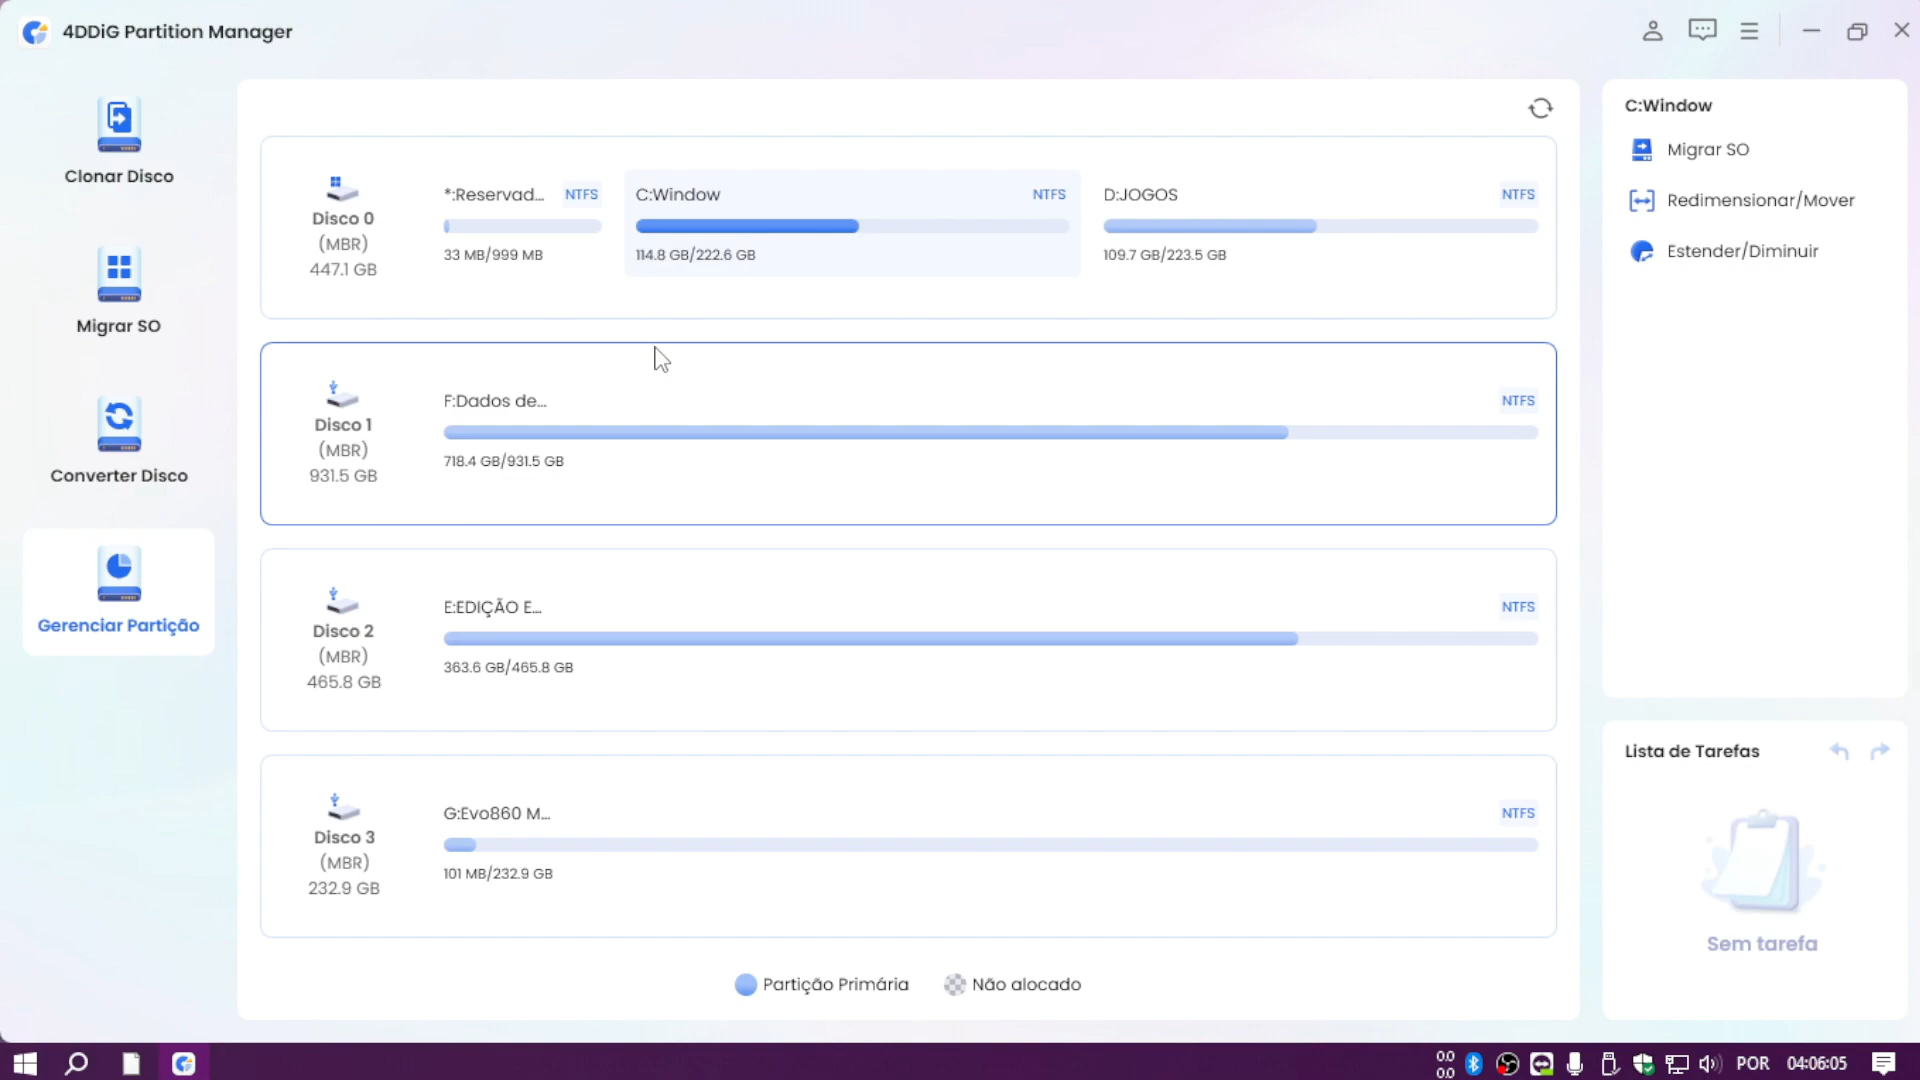 4DDiG Partition Manager
Clonar Disco
Migrar SO
Converter Disco
Gerenciar Partição
Disco 0
(MBR)
447.1 GB
*:Reservad... NTFS
33 MB/999 MB
C:Window NTFS
114.8 GB/222.6 GB
D:JOGOS NTFS
109.7 GB/223.5 GB
Disco 1
(MBR)
931.5 GB
F:Dados de... NTFS
718.4 GB/931.5 GB
Disco 2
(MBR)
465.8 GB
E:EDIÇÃO E... NTFS
363.6 GB/465.8 GB
Disco 3
(MBR)
232.9 GB
G:Evo860 M... NTFS
101 MB/232.9 GB
Partição Primária Não alocado
C:Window
Migrar SO
Redimensionar/Mover
Estender/Diminuir
Lista de Tarefas
Sem tarefa
0.0
0.0
POR 04:06:05